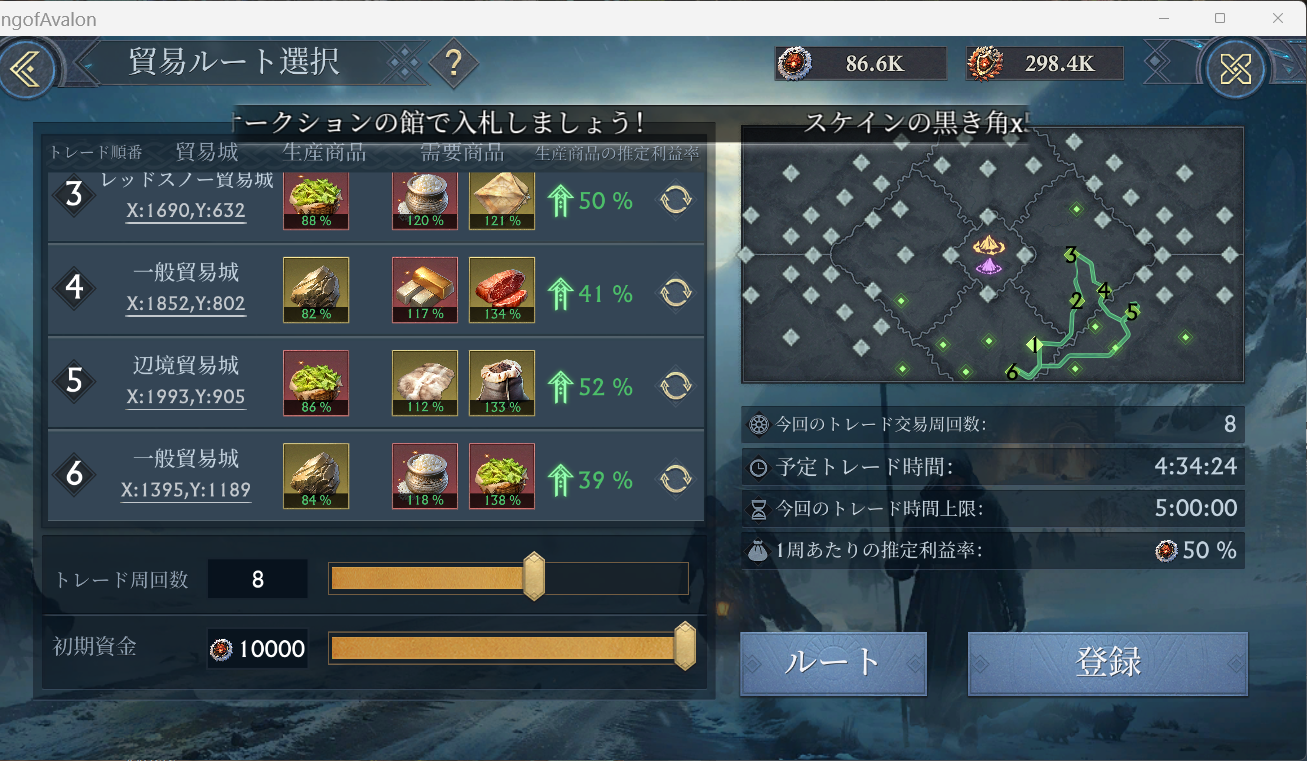 ngofAvalon
貿易ルート選択
?
86.6K
298.4K
ークションの館で入札しましょう!
スケインの黒き角x
トレード順番 貿易城 生産商品 需要商品 生産商品の推定利益率
3 レッドスノー貿易城
X:1690,Y:632
88 % 120 % 121 % 50 %
4 一般貿易城
X:1852,Y:802
82 % 117 % 134 % 41 %
5 辺境貿易城
X:1993,Y:905
86 % 112 % 133 % 52 %
6 一般貿易城
X:1395,Y:1189
84 % 118 % 138 % 39 %
トレード周回数 8
初期資金 10000
3
4
2
5
1
6
今回のトレード交易周回数: 8
予定トレード時間: 4:34:24
今回のトレード時間上限: 5:00:00
1周あたりの推定利益率: 50 %
ルート
登録